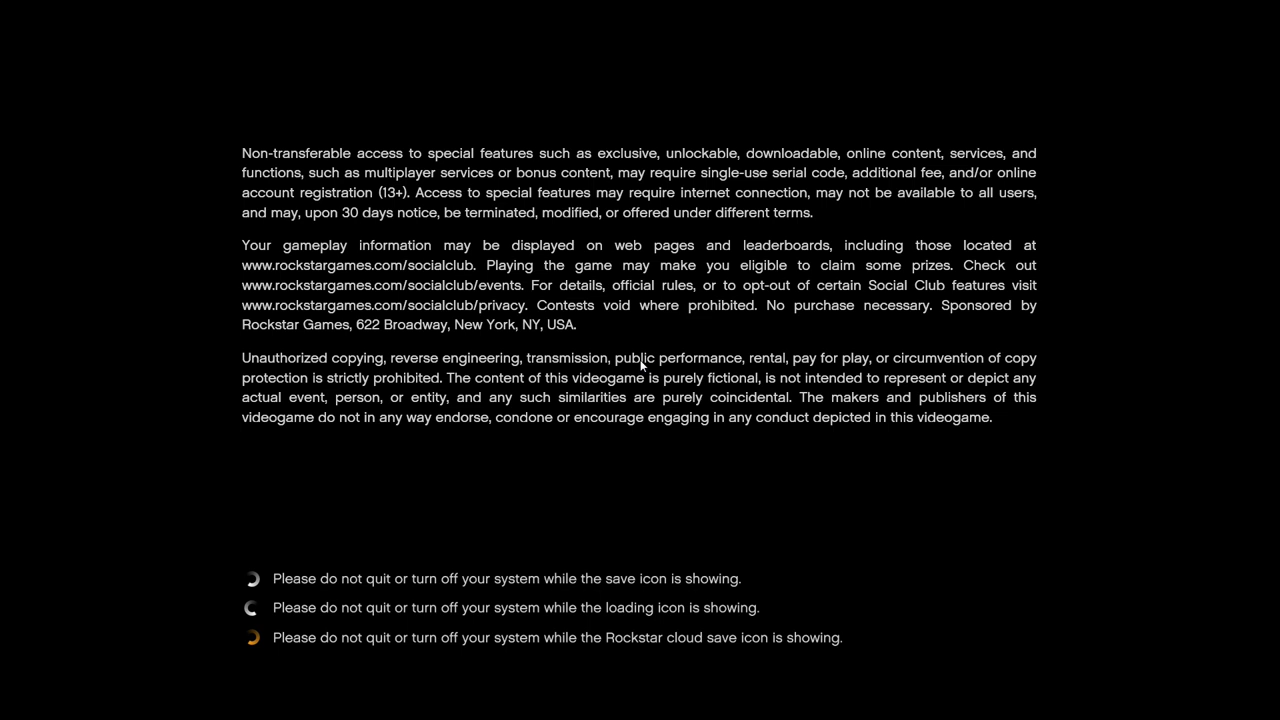 Non-transferable access to special features such as exclusive, unlockable, downloadable, online content, services, and
functions, such as multiplayer services or bonus content, may require single-use serial code, additional fee, and/or online
account registration (13+). Access to special features may require internet connection, may not be available to all users,
and may, upon 30 days notice, be terminated, modified, or offered under different terms.
Your gameplay information may be displayed on web pages and leaderboards, including those located at
www.rockstargames.com/socialclub. Playing the game may make you eligible to claim some prizes. Check out
www.rockstargames.com/socialclub/events. For details, official rules, or to opt-out of certain Social Club features visit
www.rockstargames.com/socialclub/privacy. Contests void where prohibited. No purchase necessary. Sponsored by
Rockstar Games, 622 Broadway, New York, NY, USA.
Unauthorized copying, reverse engineering, transmission, public performance, rental, pay for play, or circumvention of copy
protection is strictly prohibited. The content of this videogame is purely fictional, is not intended to represent or depict any
actual event, person, or entity, and any such similarities are purely coincidental. The makers and publishers of this
videogame do not in any way endorse, condone or encourage engaging in any conduct depicted in this videogame.
Please do not quit or turn off your system while the save icon is showing.
Please do not quit or turn off your system while the loading icon is showing.
Please do not quit or turn off your system while the Rockstar cloud save icon is showing.